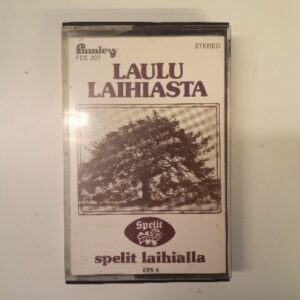 finnlevy
FDE 207
STEREO
LAULU
LAIHIASTA
Spelit
spelit laihialla
EPS 4